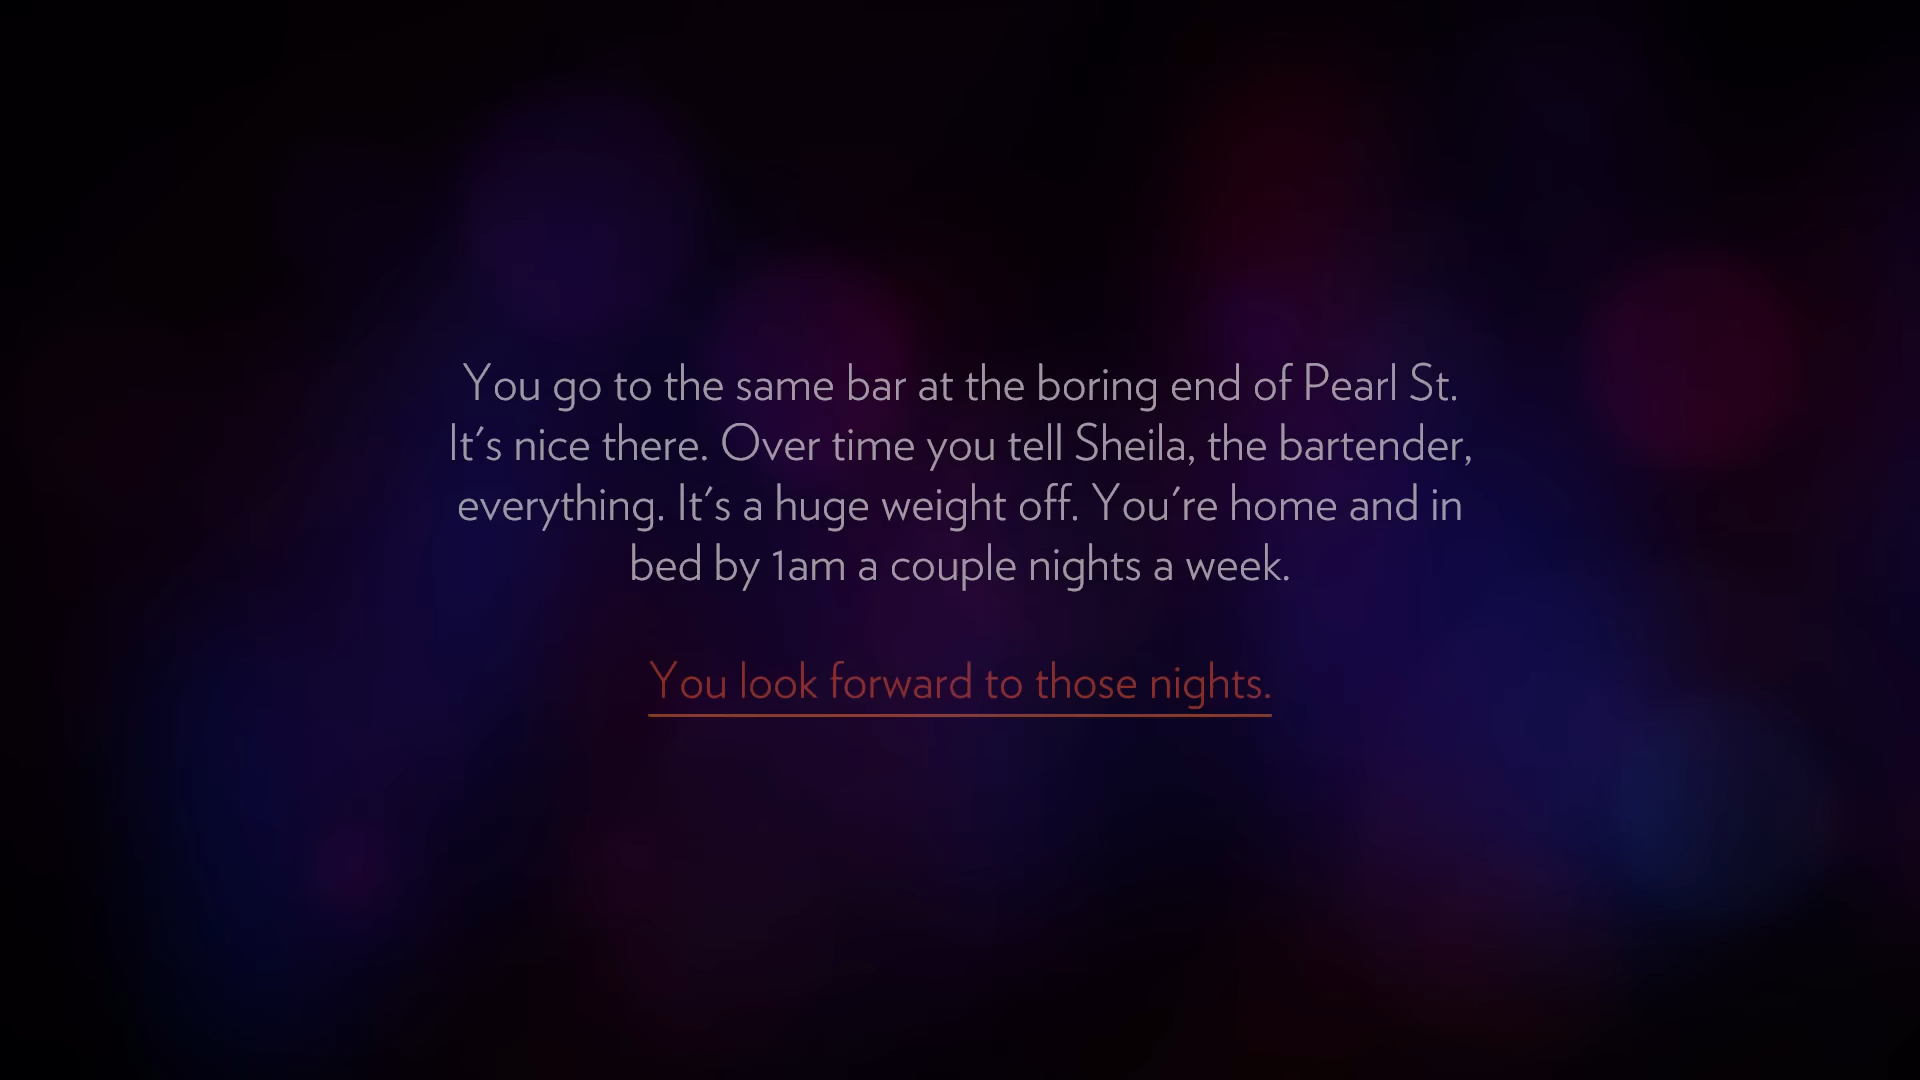 You go to the same bar at the boring end of Pearl St.
It's nice there. Over time you tell Sheila, the bartender,
everything. It's a huge weight off. You're home and in
bed by 1am a couple nights a week.
You look forward to those nights.